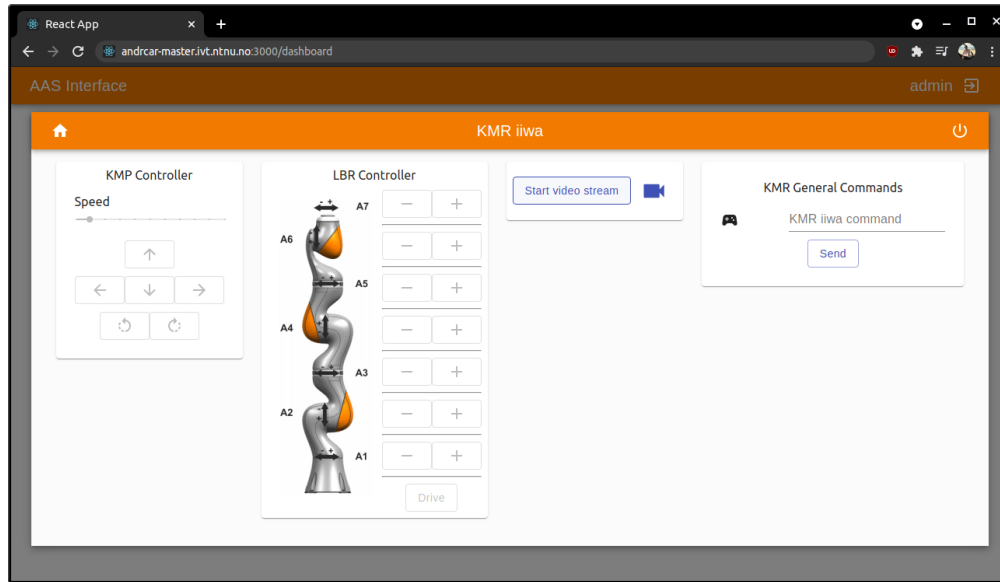 React App
andrcar-master.ivt.ntnu.no:3000/dashboard
AAS Interface
admin
KMR iiwa
KMP Controller
Speed
LBR Controller
A7
A6
A5
A4
A3
A2
A1
Drive
Start video stream
KMR General Commands
KMR iiwa command
Send